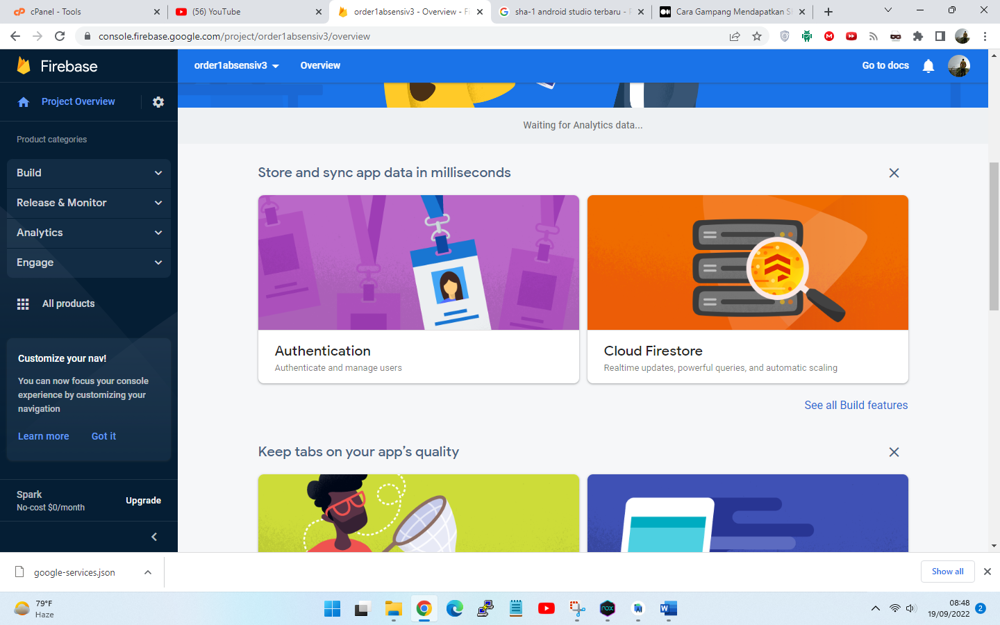 cPanel - Tools
(56) YouTube
order1absensiv3 - Overview - Fi
sha-1 android studio terbaru - P
Cara Gampang Mendapatkan SH
console.firebase.google.com/project/order1absensiv3/overview
Firebase
order1absensiv3
Overview
Go to docs
Project Overview
Waiting for Analytics data...
Product categories
Build
Release & Monitor
Analytics
Engage
All products
Customize your nav!
You can now focus your console
experience by customizing your
navigation
Learn more
Got it
Spark
No-cost $0/month
Upgrade
Store and sync app data in milliseconds
Authentication
Authenticate and manage users
Cloud Firestore
Realtime updates, powerful queries, and automatic scaling
See all Build features
Keep tabs on your app's quality
google-services.json
Show all
79°F
Haze
nox
08:48
19/09/2022
2